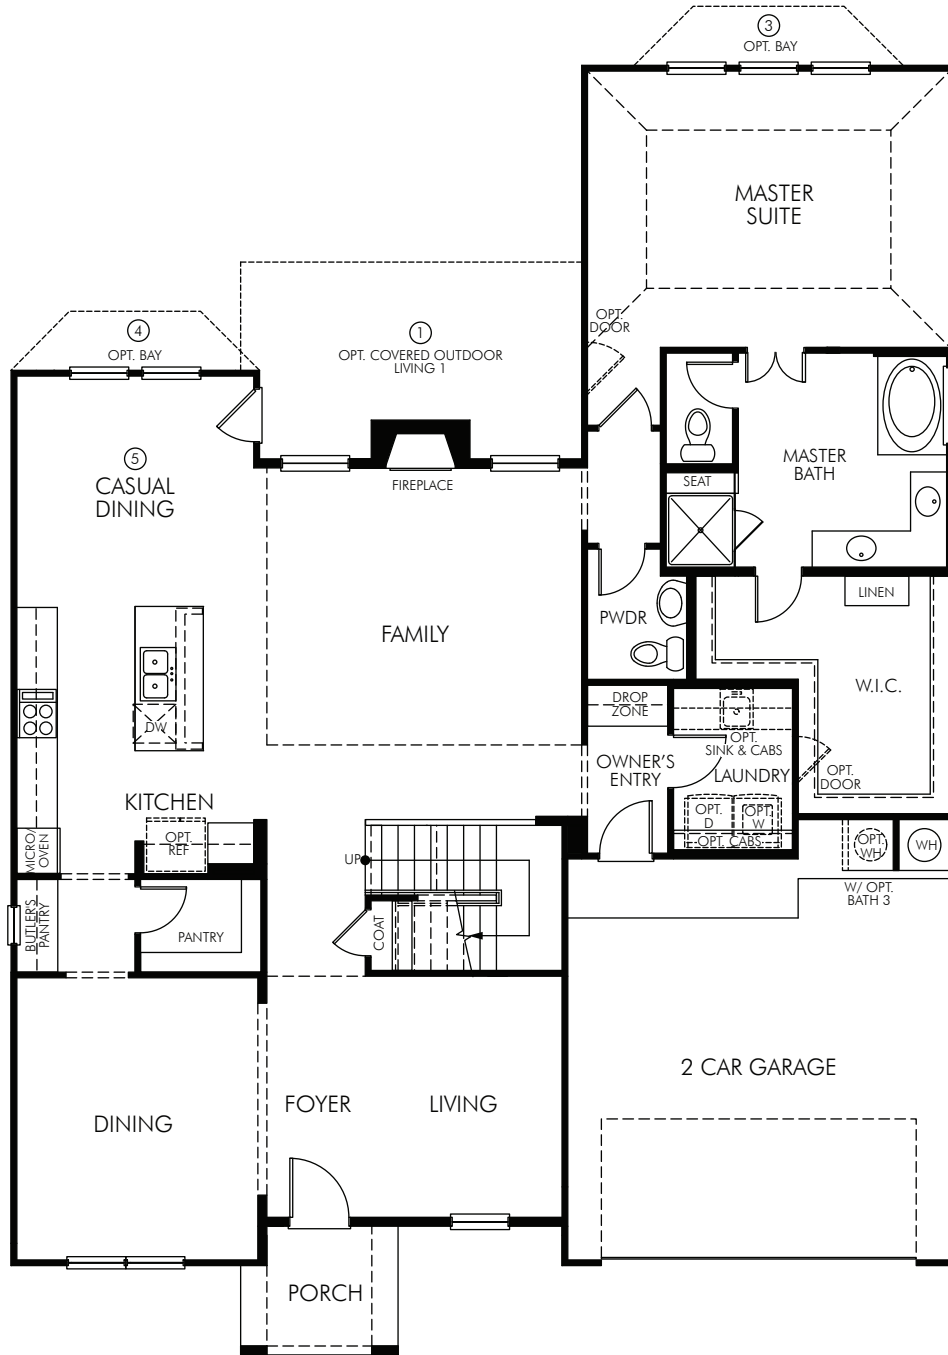 3
OPT. BAY
MASTER
SUITE
4
OPT. BAY
1
OPT. COVERED OUTDOOR
LIVING 1
OPT.
DOOR
5
CASUAL
DINING
FIREPLACE
SEAT
MASTER
BATH
LINEN
PWDR
FAMILY
W.I.C.
DW
DROP
ZONE
OPT.
SINK & CABS
OWNER'S
ENTRY
LAUNDRY
OPT.
DOOR
KITCHEN
OPT.
REF
MICRO/
OVEN
UP
OPT.
D
OPT.
W
OPT. CABS
OPT.
WH
WH
W/ OPT.
BATH 3
BUTLER'S
PANTRY
PANTRY
COAT
2 CAR GARAGE
DINING
FOYER
LIVING
PORCH